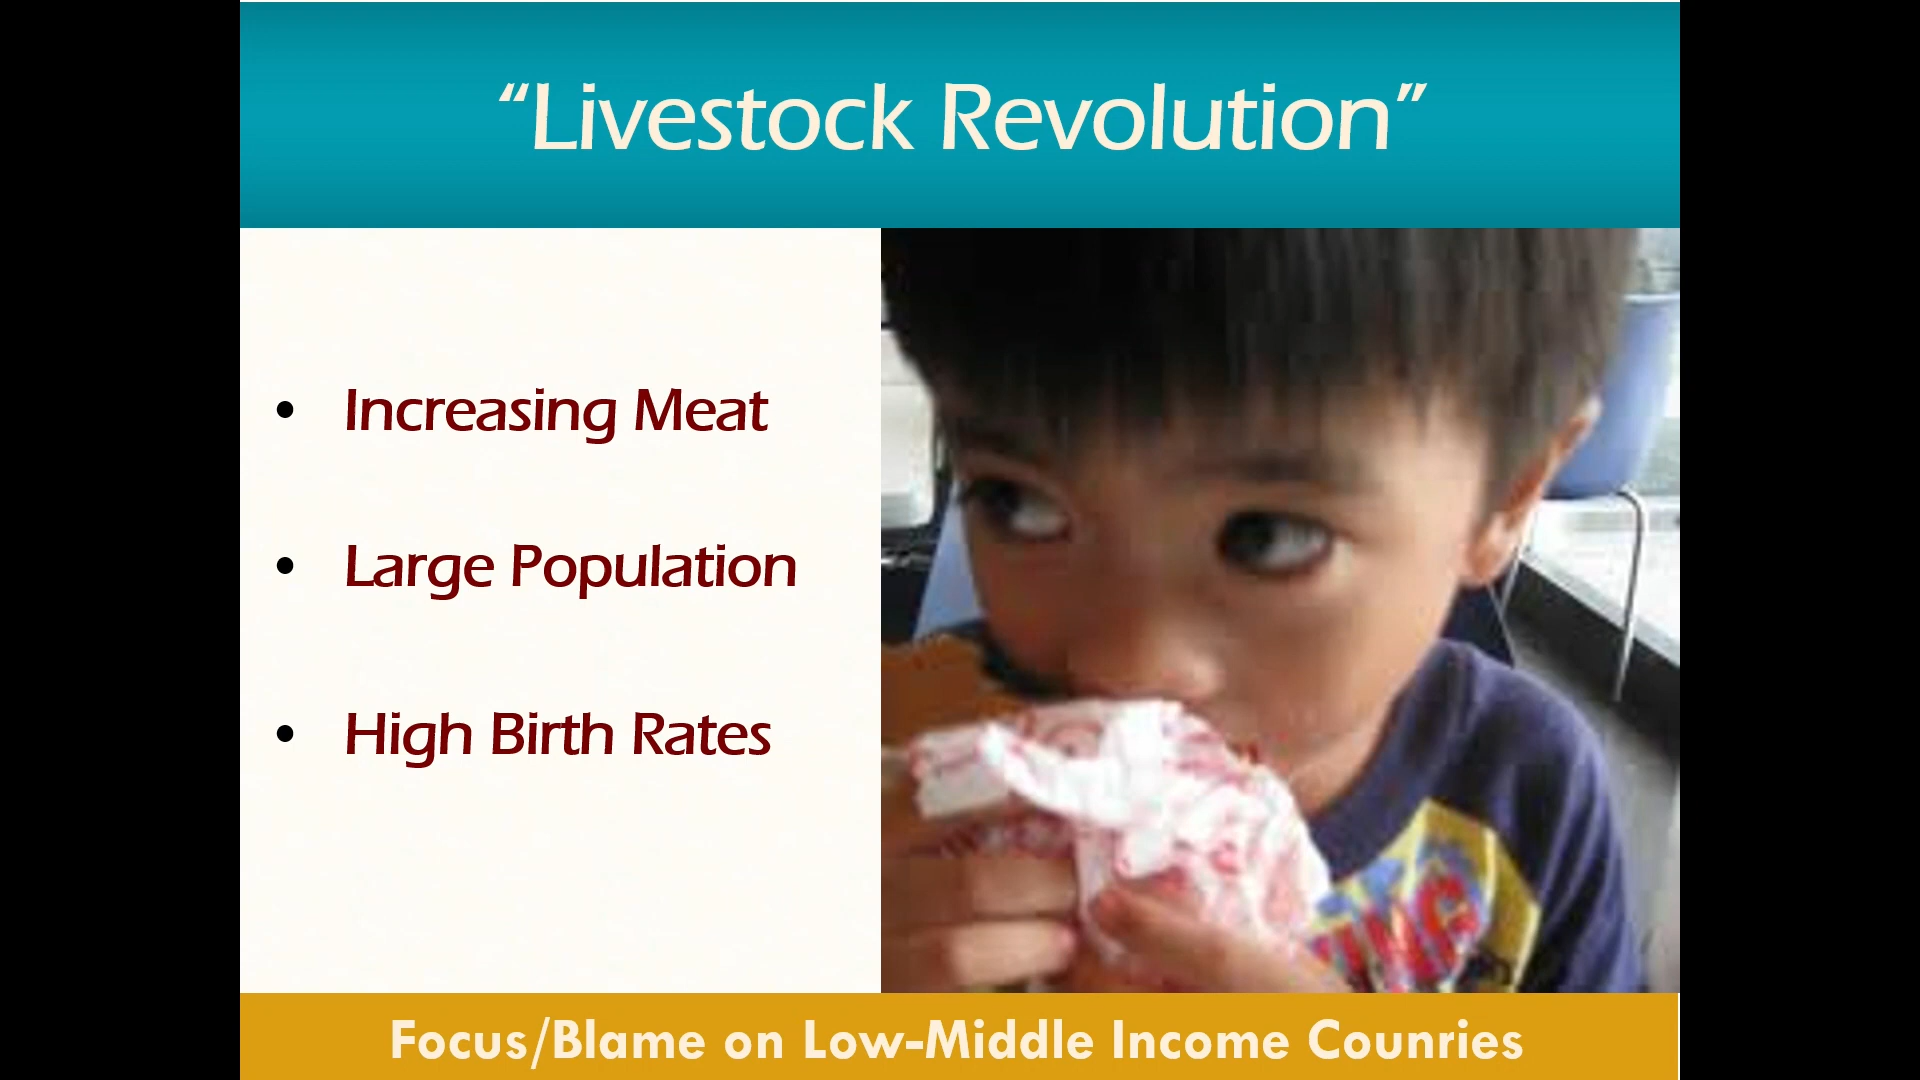 “Livestock Revolution”
• Increasing Meat
• Large Population
• High Birth Rates
Focus/Blame on Low-Middle Income Counries